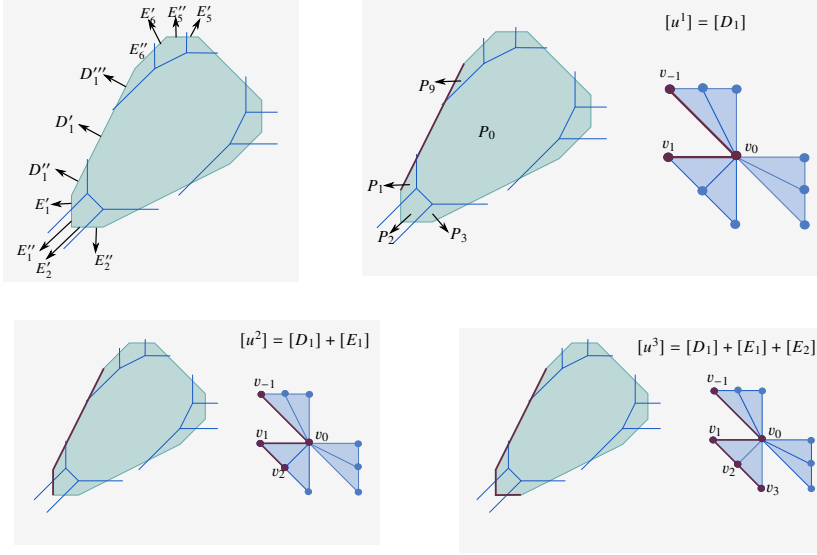 E′₆ E″₅ E′₅
E″₆
D‴₁
D′₁
D″₁
E′₁
E″₁
E′₂ E″₂
[u¹] = [D₁]
P₉
P₀
P₁
P₂ P₃
v₋₁
v₁ v₀
[u²] = [D₁] + [E₁]
v₋₁
v₁ v₀
v₂
[u³] = [D₁] + [E₁] + [E₂]
v₋₁
v₁ v₀
v₂
v₃